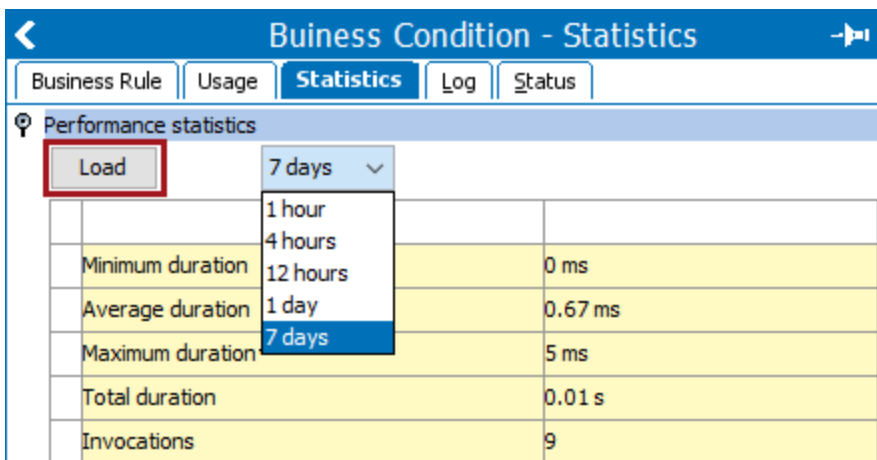 Buiness Condition - Statistics
Business Rule Usage Statistics Log Status
Performance statistics
Load 7 days
1 hour
4 hours
Minimum duration 12 hours 0 ms
Average duration 1 day 0.67 ms
7 days
Maximum duration 5 ms
Total duration 0.01 s
Invocations 9